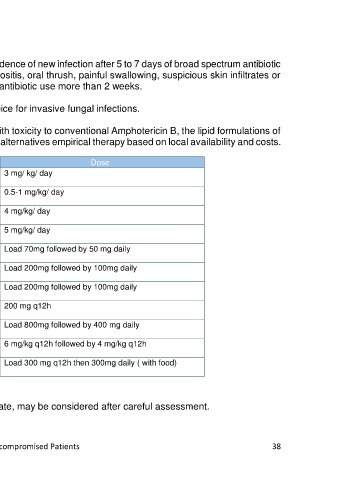 dence of new infection after 5 to 7 days of broad spectrum antibiotic
ositis, oral thrush, painful swallowing, suspicious skin infiltrates or
antibiotic use more than 2 weeks.
ice for invasive fungal infections.
ith toxicity to conventional Amphotericin B, the lipid formulations of
alternatives empirical therapy based on local availability and costs.
Dose
3 mg/ kg/ day
0.5-1 mg/kg/ day
4 mg/kg/ day
5 mg/kg/ day
Load 70mg followed by 50 mg daily
Load 200mg followed by 100mg daily
Load 200mg followed by 100mg daily
200 mg q12h
Load 800mg followed by 400 mg daily
6 mg/kg q12h followed by 4 mg/kg q12h
Load 300 mg q12h then 300mg daily ( with food)
ate, may be considered after careful assessment.
compromised Patients 38